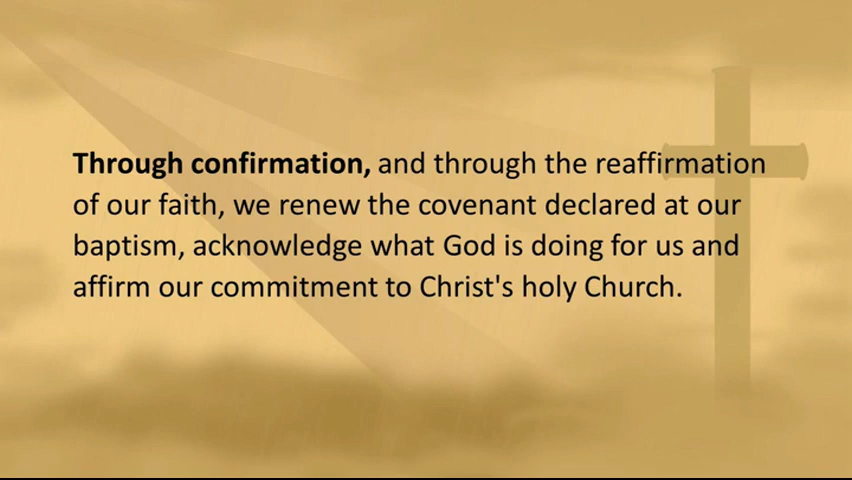 Through confirmation, and through the reaffirmation
of our faith, we renew the covenant declared at our
baptism, acknowledge what God is doing for us and
affirm our commitment to Christ's holy Church.